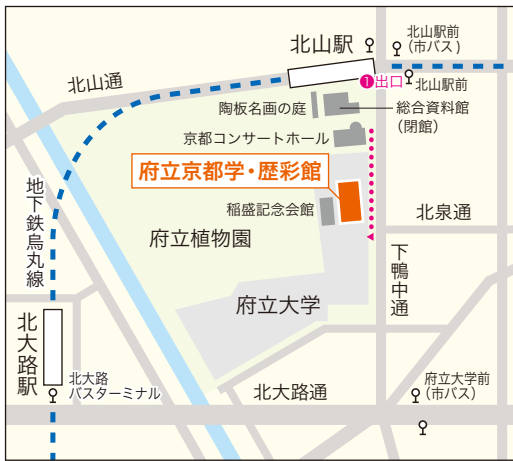 北山駅
北山駅前
(市バス)
北山通
❶出口
北山駅前
陶板名画の庭
総合資料館
(閉館)
京都コンサートホール
府立京都学・歴彩館
稲盛記念会館
北泉通
地下鉄烏丸線
府立植物園
下鴨中通
府立大学
北大路駅
北大路
バスターミナル
北大路通
府立大学前
(市バス)